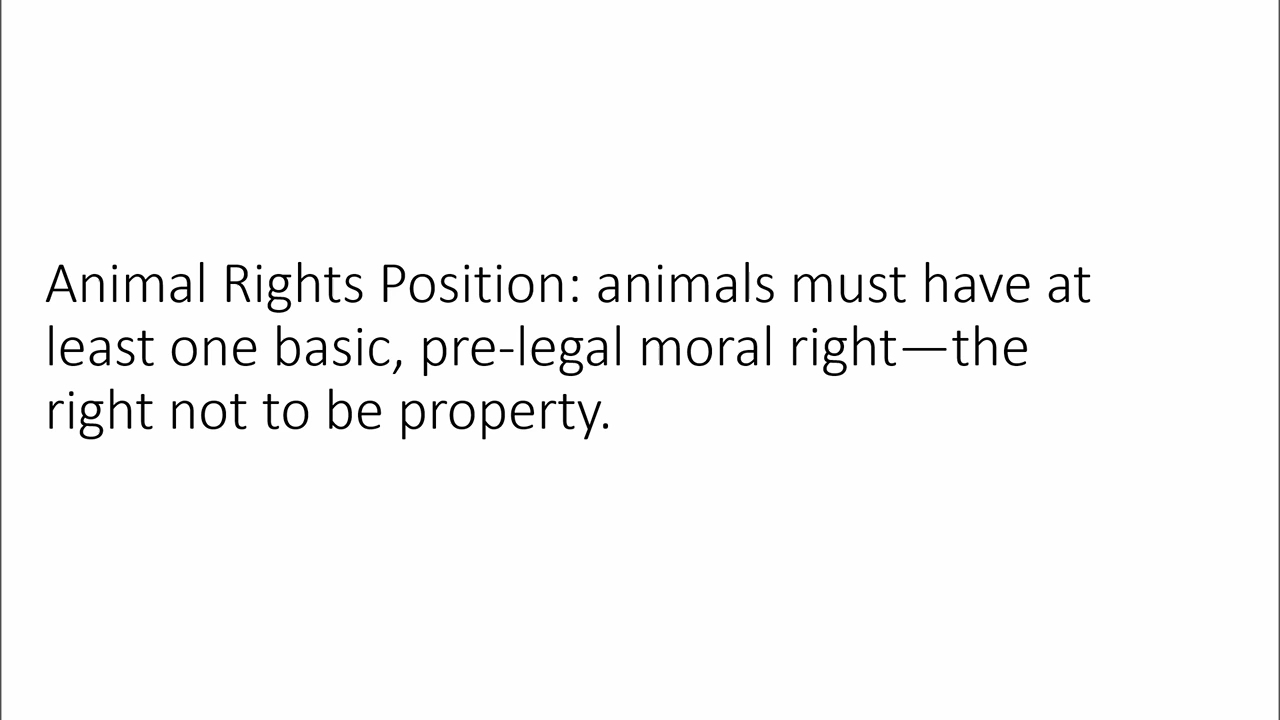 Animal Rights Position: animals must have at
least one basic, pre-legal moral right—the
right not to be property.